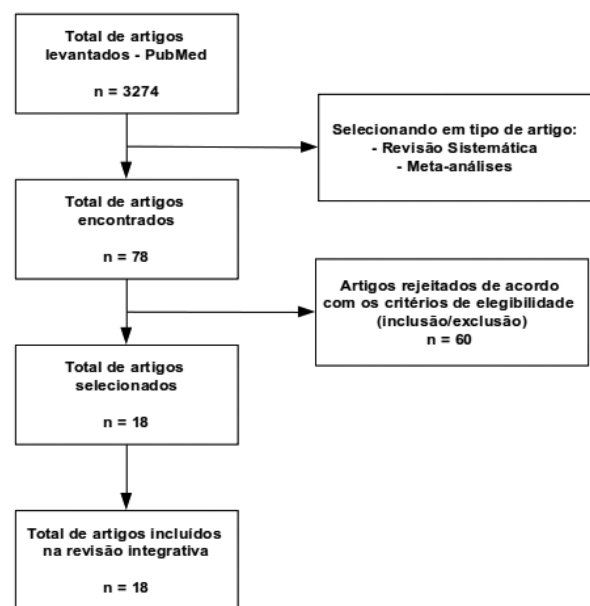 Total de artigos
levantados - PubMed
n = 3274
Selecionando em tipo de artigo:
- Revisão Sistemática
- Meta-análises
Total de artigos
encontrados
n = 78
Artigos rejeitados de acordo
com os critérios de elegibilidade
(inclusão/exclusão)
n = 60
Total de artigos
selecionados
n = 18
Total de artigos incluídos
na revisão integrativa
n = 18